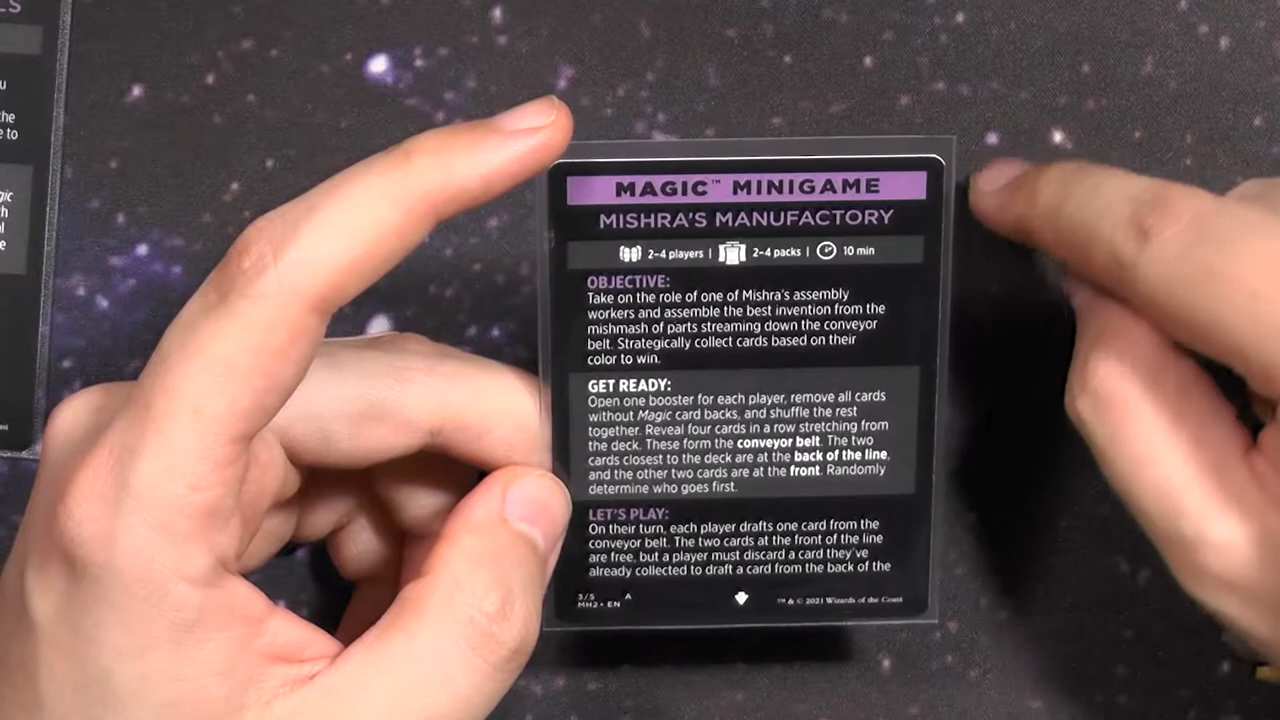 LS
u
the
e to
gic
h
l
e
MAGIC™ MINIGAME
MISHRA'S MANUFACTORY
2–4 players | 2–4 packs | 10 min
OBJECTIVE:
Take on the role of one of Mishra's assembly
workers and assemble the best invention from the
mishmash of parts streaming down the conveyor
belt. Strategically collect cards based on their
color to win.
GET READY:
Open one booster for each player, remove all cards
without Magic card backs, and shuffle the rest
together. Reveal four cards in a row stretching from
the deck. These form the conveyor belt. The two
cards closest to the deck are at the back of the line,
and the other two cards are at the front. Randomly
determine who goes first.
LET'S PLAY:
On their turn, each player drafts one card from the
conveyor belt. The two cards at the front of the line
are free, but a player must discard a card they've
already collected to draft a card from the back of the
3/5 A
MH2 • EN
™ & © 2021 Wizards of the Coast